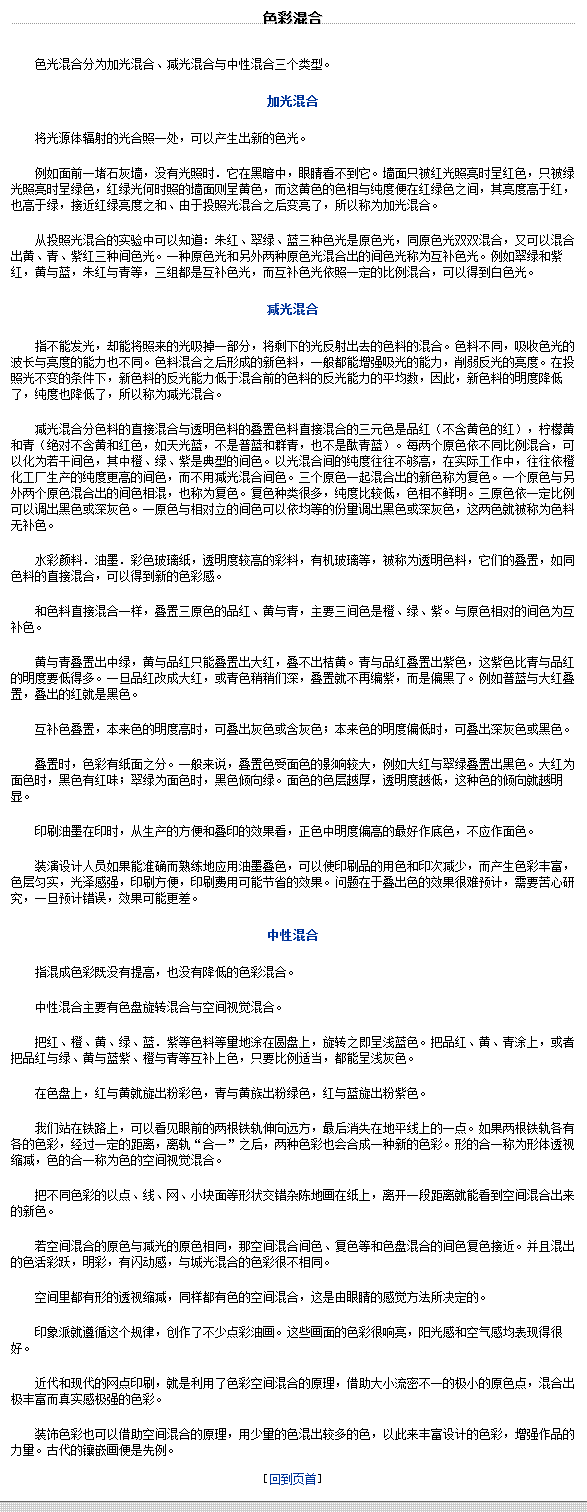 色彩混合
色光混合分为加光混合、减光混合与中性混合三个类型。
加光混合
将光源体辐射的光合照一处，可以产生出新的色光。
例如面前一堵石灰墙，没有光照时．它在黑暗中，眼睛看不到它。墙面只被红光照亮时呈红色，只被绿
光照亮时呈绿色，红绿光何时照的墙面则呈黄色，而这黄色的色相与纯度便在红绿色之间，其亮度高于红，
也高于绿，接近红绿亮度之和、由于投照光混合之后变亮了，所以称为加光混合。
从投照光混合的实验中可以知道：朱红、翠绿、蓝三种色光是原色光，同原色光双双混合，又可以混合
出黄、青、紫红三种间色光。一种原色光和另外两种原色光混合出的间色光称为互补色光。例如翠绿和紫
红，黄与蓝，朱红与青等，三组都是互补色光，而互补色光依照一定的比例混合，可以得到白色光。
减光混合
指不能发光，却能将照来的光吸掉一部分，将剩下的光反射出去的色料的混合。色料不同，吸收色光的
波长与亮度的能力也不同。色料混合之后形成的新色料，一般都能增强吸光的能力，削弱反光的亮度。在投
照光不变的条件下，新色料的反光能力低于混合前的色料的反光能力的平均数，因此，新色料的明度降低
了，纯度也降低了，所以称为减光混合。
减光混合分色料的直接混合与透明色料的叠置色料直接混合的三元色是品红（不含黄色的红），柠檬黄
和青（绝对不含黄和红色，如天光蓝，不是普蓝和群青，也不是酞青蓝）。每两个原色依不同比例混合，可
以化为若干间色，其中橙、绿、紫是典型的间色。以光混合间的纯度往往不够高，在实际工作中，往往依橙
化工厂生产的纯度更高的间色，而不用减光混合间色。三个原色一起混合出的新色称为复色。一个原色与另
外两个原色混合出的间色相混，也称为复色。复色种类很多，纯度比较低，色相不鲜明。三原色依一定比例
可以调出黑色或深灰色。一原色与相对立的间色可以依均等的份量调出黑色或深灰色，这两色就被称为色料
无补色。
水彩颜料．油墨．彩色玻璃纸，透明度较高的彩料，有机玻璃等，被称为透明色料，它们的叠置，如同
色料的直接混合，可以得到新的色彩感。
和色料直接混合一样，叠置三原色的品红、黄与青，主要三间色是橙、绿、紫。与原色相对的间色为互
补色。
黄与青叠置出中绿，黄与品红只能叠置出大红，叠不出桔黄。青与品红叠置出紫色，这紫色比青与品红
的明度要低得多。一旦品红改成大红，或青色稍稍们深，叠置就不再编紫，而是偏黑了。例如普蓝与大红叠
置，叠出的红就是黑色。
互补色叠置，本来色的明度高时，可叠出灰色或含灰色；本来色的明度偏低时，可叠出深灰色或黑色。
叠置时，色彩有纸面之分。一般来说，叠置色受面色的影响较大，例如大红与翠绿叠置出黑色。大红为
面色时，黑色有红味；翠绿为面色时，黑色倾向绿。面色的色层越厚，透明度越低，这种色的倾向就越明
显。
印刷油墨在印时，从生产的方便和叠印的效果看，正色中明度偏高的最好作底色，不应作面色。
装演设计人员如果能准确而熟练地应用油墨叠色，可以使印刷品的用色和印次减少，而产生色彩丰富，
色层匀实，光泽感强，印刷方便，印刷费用可能节省的效果。问题在于叠出色的效果很难预计，需要苦心研
究，一旦预计错误，效果可能更差。
中性混合
指混成色彩既没有提高，也没有降低的色彩混合。
中性混合主要有色盘旋转混合与空间视觉混合。
把红、橙、黄、绿、蓝．紫等色料等量地涂在圆盘上，旋转之即呈浅蓝色。把品红、黄、青涂上，或者
把品红与绿、黄与蓝紫、橙与青等互补上色，只要比例适当，都能呈浅灰色。
在色盘上，红与黄就旋出粉彩色，青与黄旋出粉绿色，红与蓝旋出粉紫色。
我们站在铁路上，可以看见眼前的两根铁轨伸向远方，最后消失在地平线上的一点。如果两根铁轨各有
各的色彩，经过一定的距离，离轨“合一”之后，两种色彩也会合成一种新的色彩。形的合一称为形体透视
缩减，色的合一称为色的空间视觉混合。
把不同色彩的以点、线、网、小块面等形状交错杂陈地画在纸上，离开一段距离就能看到空间混合出来
的新色。
若空间混合的原色与减光的原色相同，那空间混合间色、复色等和色盘混合的间色复色接近。并且混出
的色活彩跃，明彩，有闪动感，与城光混合的色彩很不相同。
空间里都有形的透视缩减，同样都有色的空间混合，这是由眼睛的感觉方法所决定的。
印象派就遵循这个规律，创作了不少点彩油画。这些画面的色彩很响亮，阳光感和空气感均表现得很
好。
近代和现代的网点印刷，就是利用了色彩空间混合的原理，借助大小流密不一的极小的原色点，混合出
极丰富而真实感极强的色彩。
装饰色彩也可以借助空间混合的原理，用少量的色混出较多的色，以此来丰富设计的色彩，增强作品的
力量。古代的镶嵌画便是先例。
[回到页首]